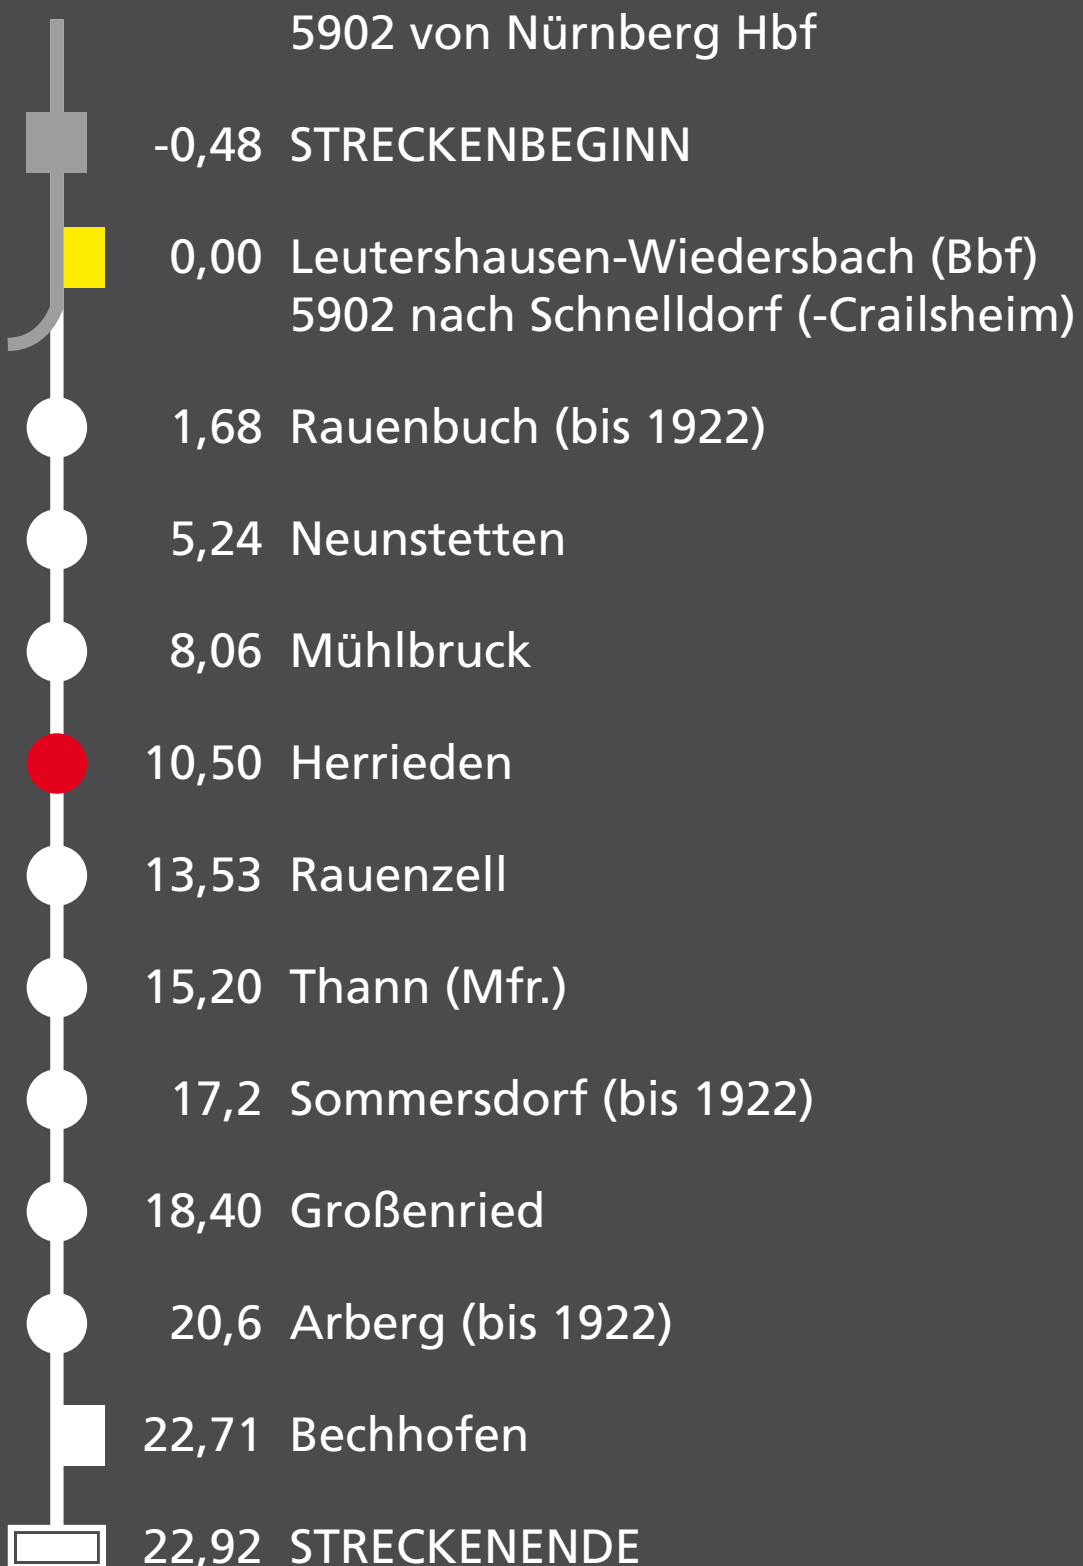 5902 von Nürnberg Hbf
-0,48 STRECKENBEGINN
0,00 Leutershausen-Wiedersbach (Bbf)
5902 nach Schnelldorf (-Crailsheim)
1,68 Rauenbuch (bis 1922)
5,24 Neunstetten
8,06 Mühlbruck
10,50 Herrieden
13,53 Rauenzell
15,20 Thann (Mfr.)
17,2 Sommersdorf (bis 1922)
18,40 Großenried
20,6 Arberg (bis 1922)
22,71 Bechhofen
22,92 STRECKENENDE